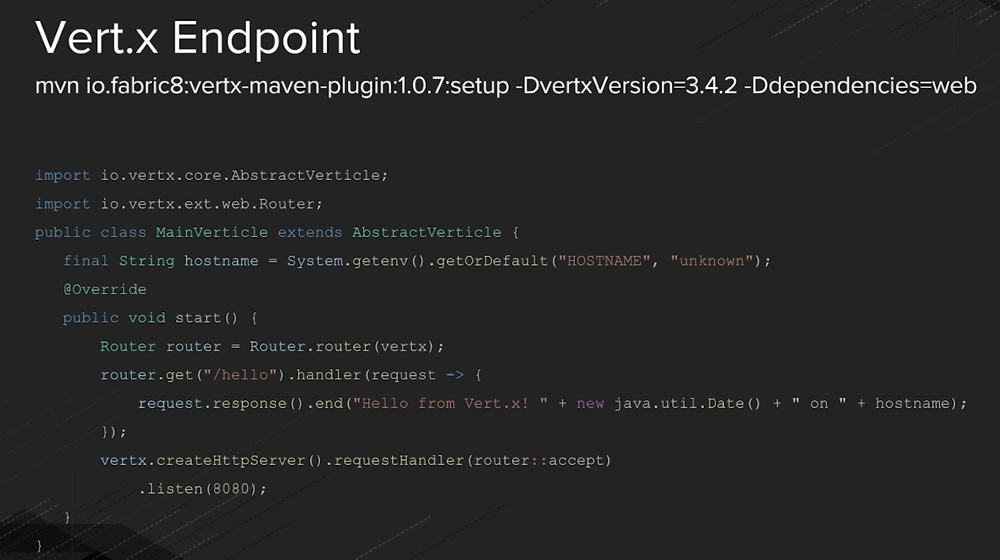 Vert.x Endpoint
mvn io.fabric8:vertx-maven-plugin:1.0.7:setup -DvertxVersion=3.4.2 -Ddependencies=web
import io.vertx.core.AbstractVerticle;
import io.vertx.ext.web.Router;
public class MainVerticle extends AbstractVerticle {
   final String hostname = System.getenv().getOrDefault("HOSTNAME", "unknown");
   @Override
   public void start() {
       Router router = Router.router(vertx);
       router.get("/hello").handler(request -> {
           request.response().end("Hello from Vert.x! " + new java.util.Date() + " on " + hostname);
       });
       vertx.createHttpServer().requestHandler(router::accept)
           .listen(8080);
   }
}